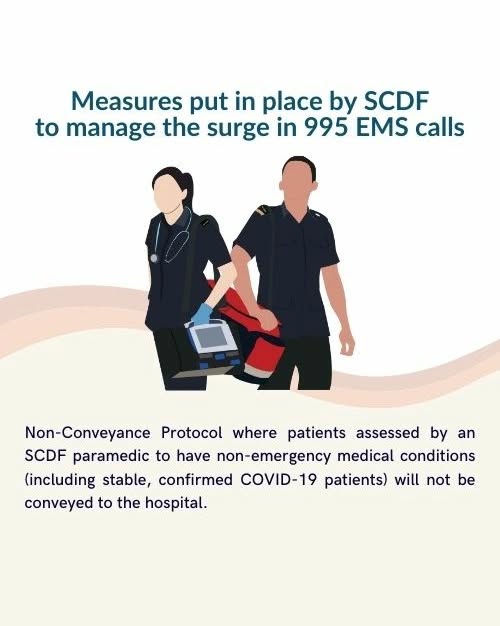 Measures put in place by SCDF
to manage the surge in 995 EMS calls
Non-Conveyance Protocol where patients assessed by an
SCDF paramedic to have non-emergency medical conditions
(including stable, confirmed COVID-19 patients) will not be
conveyed to the hospital.